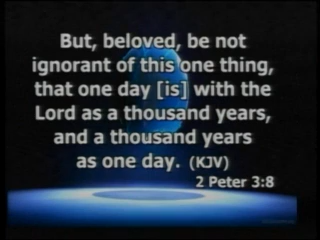 But, beloved, be not
ignorant of this one thing,
that one day [is] with the
Lord as a thousand years,
and a thousand years
as one day. (KJV)
2 Peter 3:8